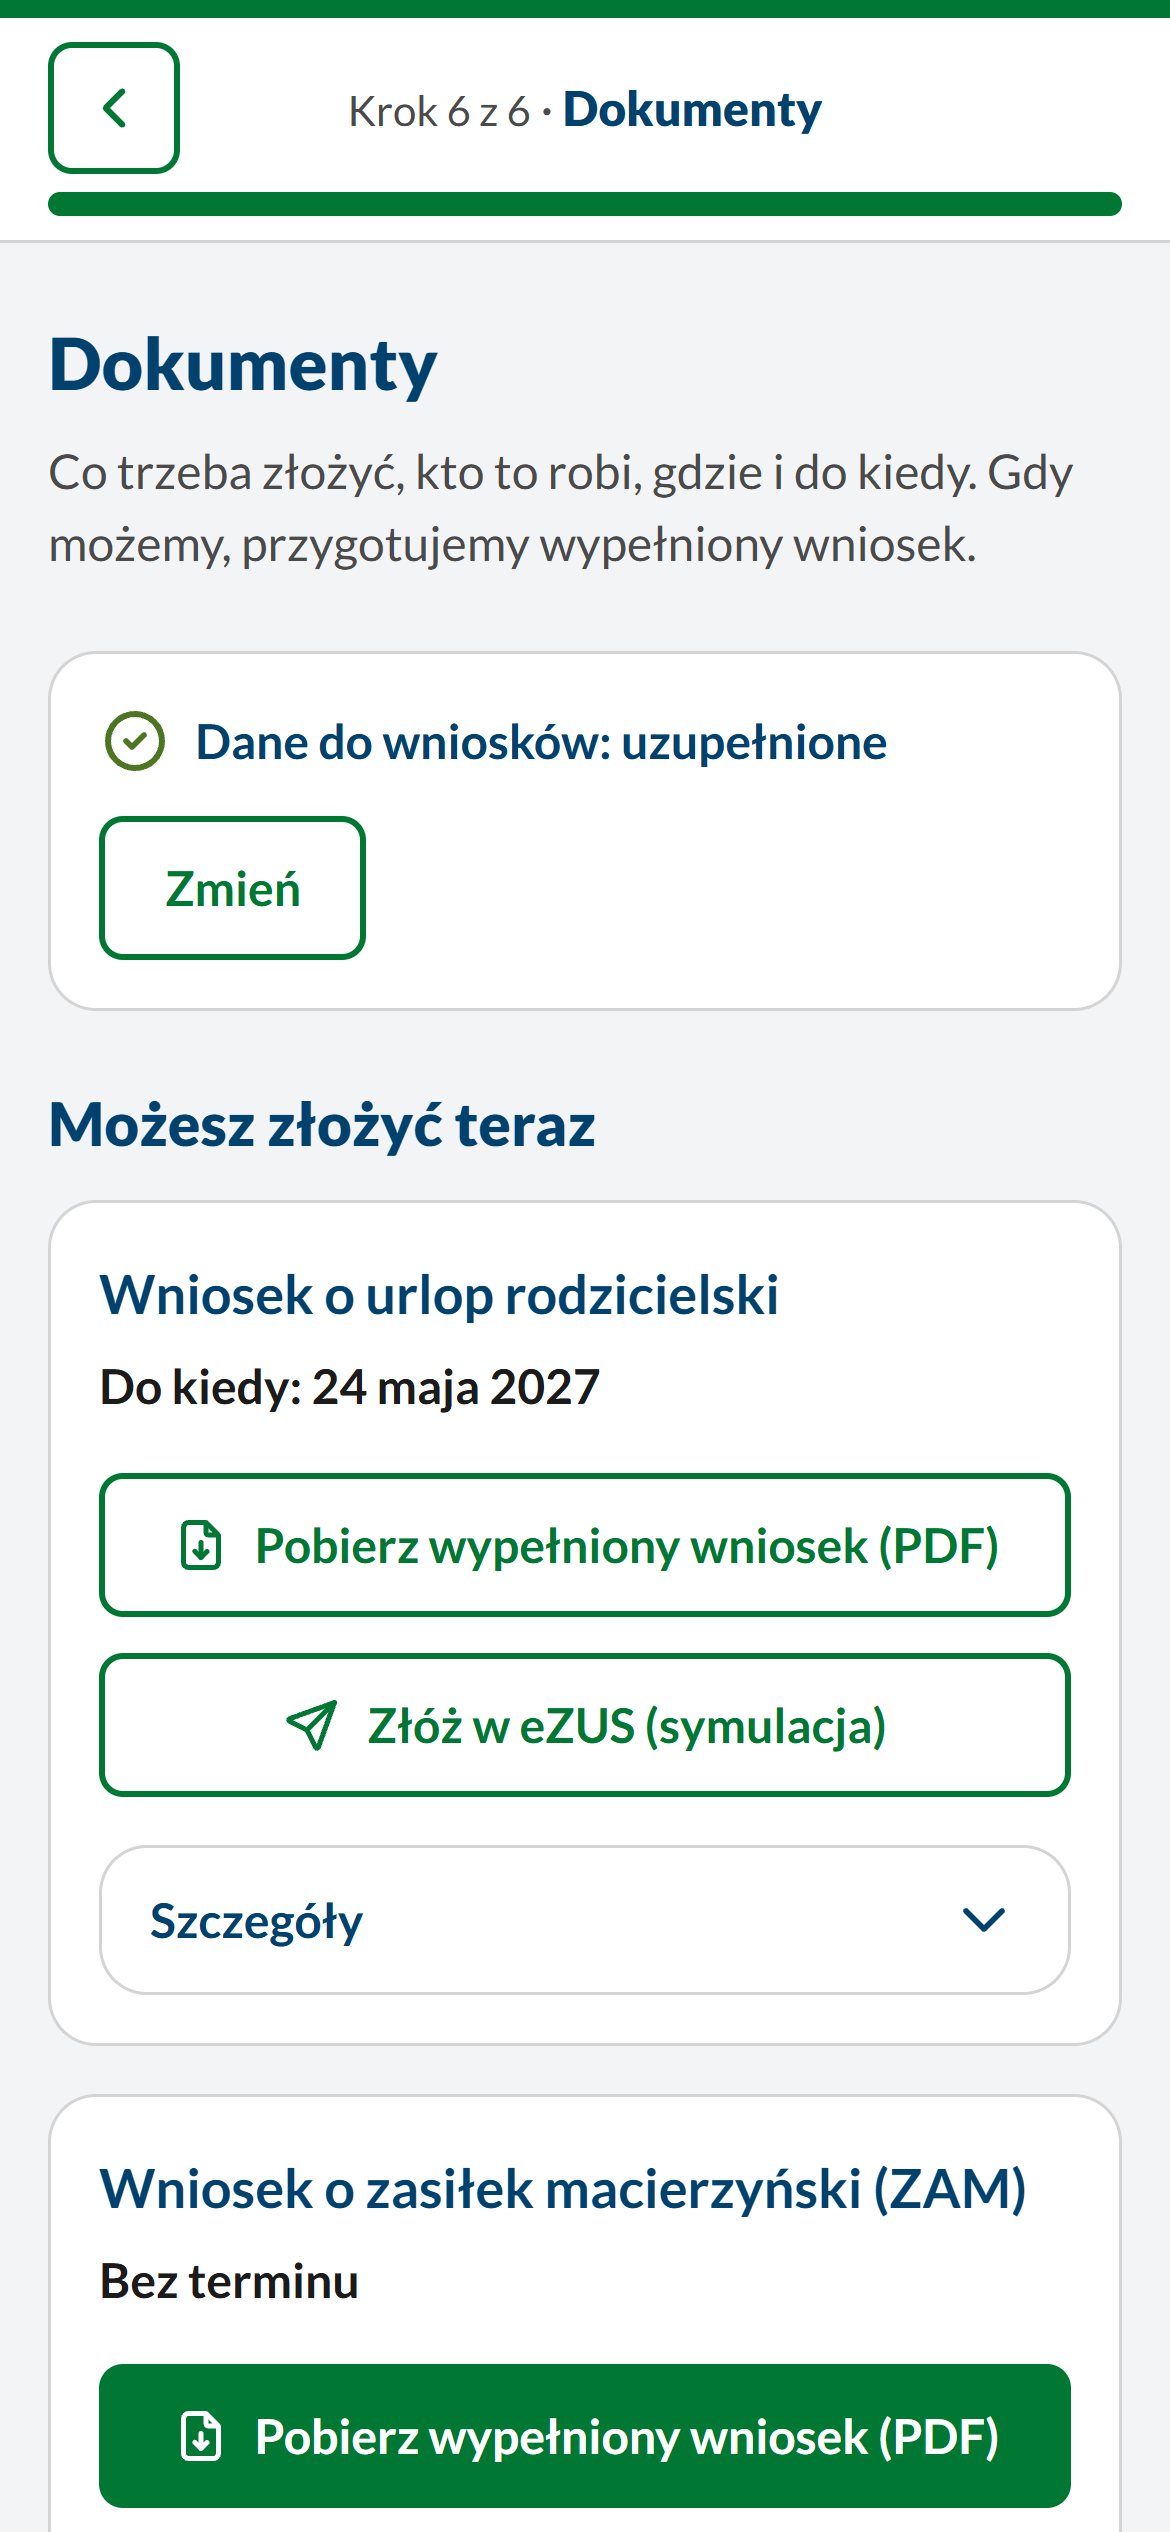 Krok 6 z 6 · Dokumenty
Dokumenty
Co trzeba złożyć, kto to robi, gdzie i do kiedy. Gdy
możemy, przygotujemy wypełniony wniosek.
Dane do wniosków: uzupełnione
Zmień
Możesz złożyć teraz
Wniosek o urlop rodzicielski
Do kiedy: 24 maja 2027
Pobierz wypełniony wniosek (PDF)
Złóż w eZUS (symulacja)
Szczegóły
Wniosek o zasiłek macierzyński (ZAM)
Bez terminu
Pobierz wypełniony wniosek (PDF)